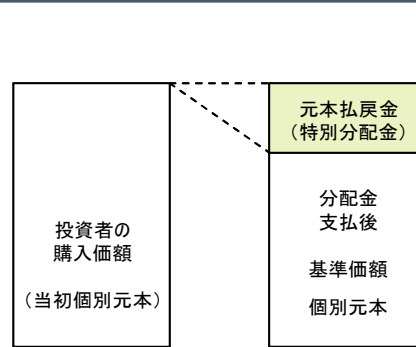 投資者の
購入価額
（当初個別元本）
元本払戻金
（特別分配金）
分配金
支払後
基準価額
個別元本